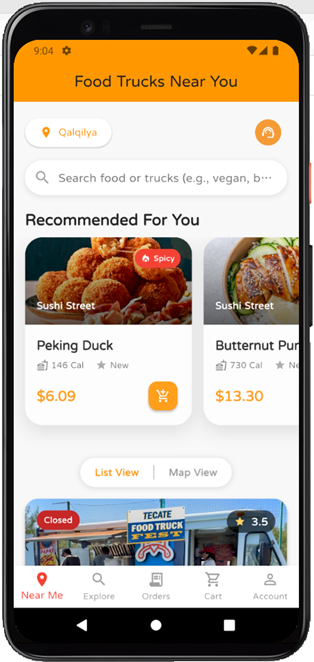 9:04
Food Trucks Near You
Qalqilya
Search food or trucks (e.g., vegan, b···
Recommended For You
Spicy
Sushi Street
Sushi Street
Peking Duck
Butternut Pum
146 Cal
New
730 Cal
Ne
$6.09
$13.30
List View
Map View
Closed
TECATE
FOOD TRUCK
FEST
3.5
Near Me
Explore
Orders
Cart
Account